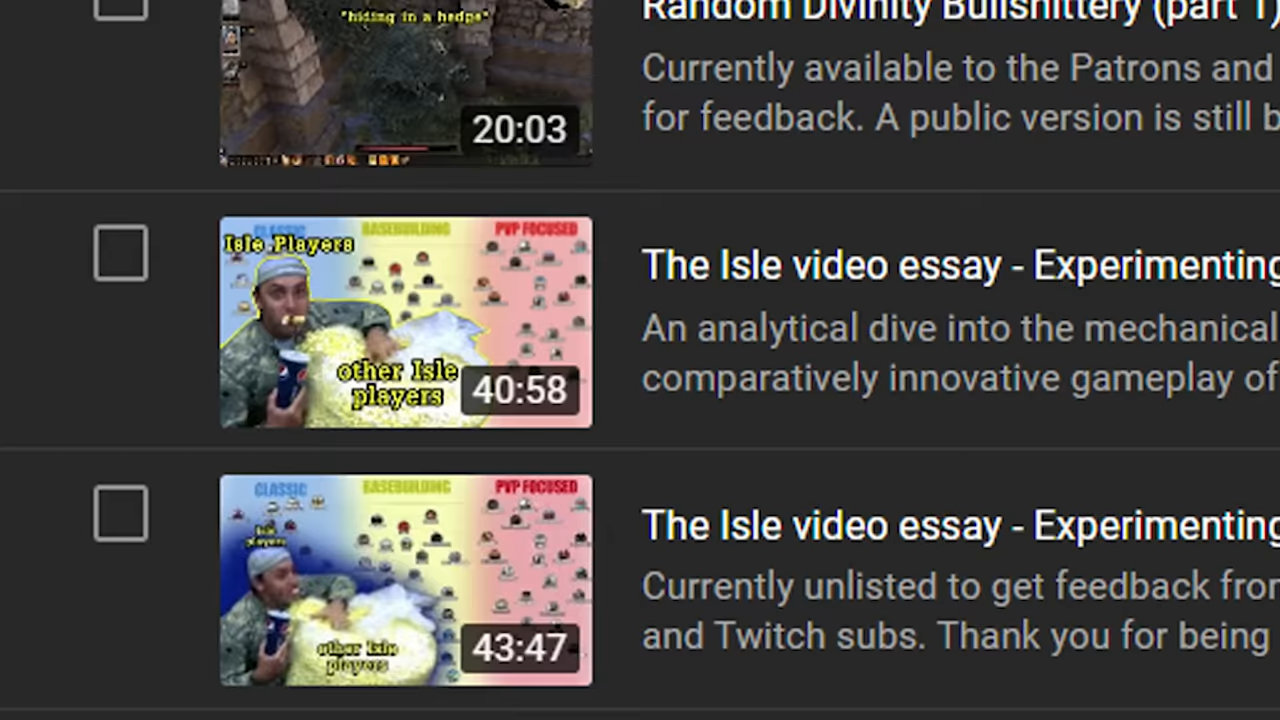 *hiding in a hedge*
20:03
Random Divinity Bullshittery (part 1)
Currently available to the Patrons and
for feedback. A public version is still b
CLASSIC
BASEBUILDING
PVP FOCUSED
Isle Players
other Isle
players
40:58
The Isle video essay - Experimenting
An analytical dive into the mechanical
comparatively innovative gameplay of
CLASSIC
BASEBUILDING
PVP FOCUSED
Isle
players
other Isle
players
43:47
The Isle video essay - Experimenting
Currently unlisted to get feedback from
and Twitch subs. Thank you for being